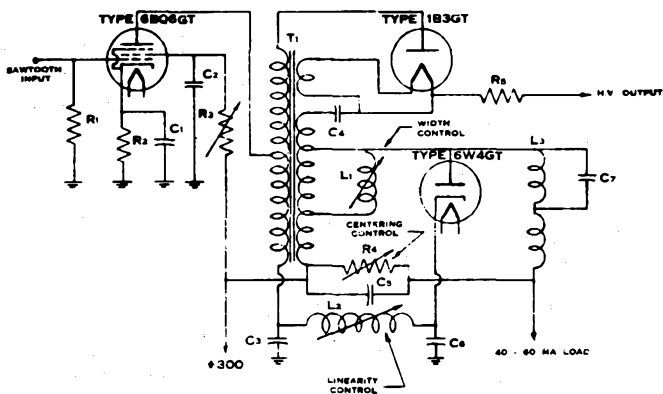 TYPE 6BQ6GT
TYPE 1B3GT
T1
SAWTOOTH
INPUT
C2
R3
R1
R2
C1
R5
H.V OUTPUT
C4
WIDTH
CONTROL
TYPE 6W4GT
L3
C7
L1
CENTERING
CONTROL
R4
C5
L2
C3
C6
+300
40 - 60 MA LOAD
LINEARITY
CONTROL